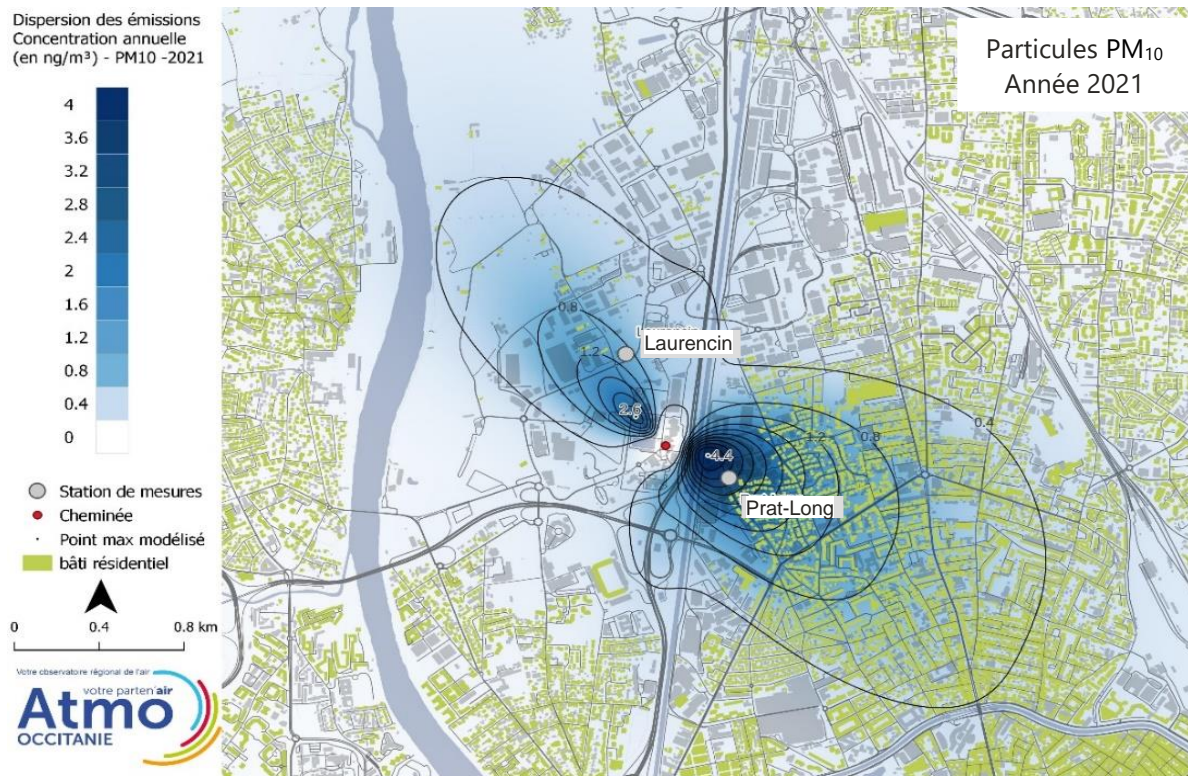 Dispersion des émissions
Concentration annuelle
(en ng/m³) - PM10 -2021
4
3.6
3.2
2.8
2.4
2
1.6
1.2
0.8
0.4
0
Station de mesures
Cheminée
Point max modélisé
bâti résidentiel
0 0.4 0.8 km
Votre observatoire régional de l'air
votre parten'air
Atmo
OCCITANIE
Particules PM₁₀
Année 2021
0.8
1.2
Laurencin
2.6
4.4
1.2
0.8
0.4
Prat-Long